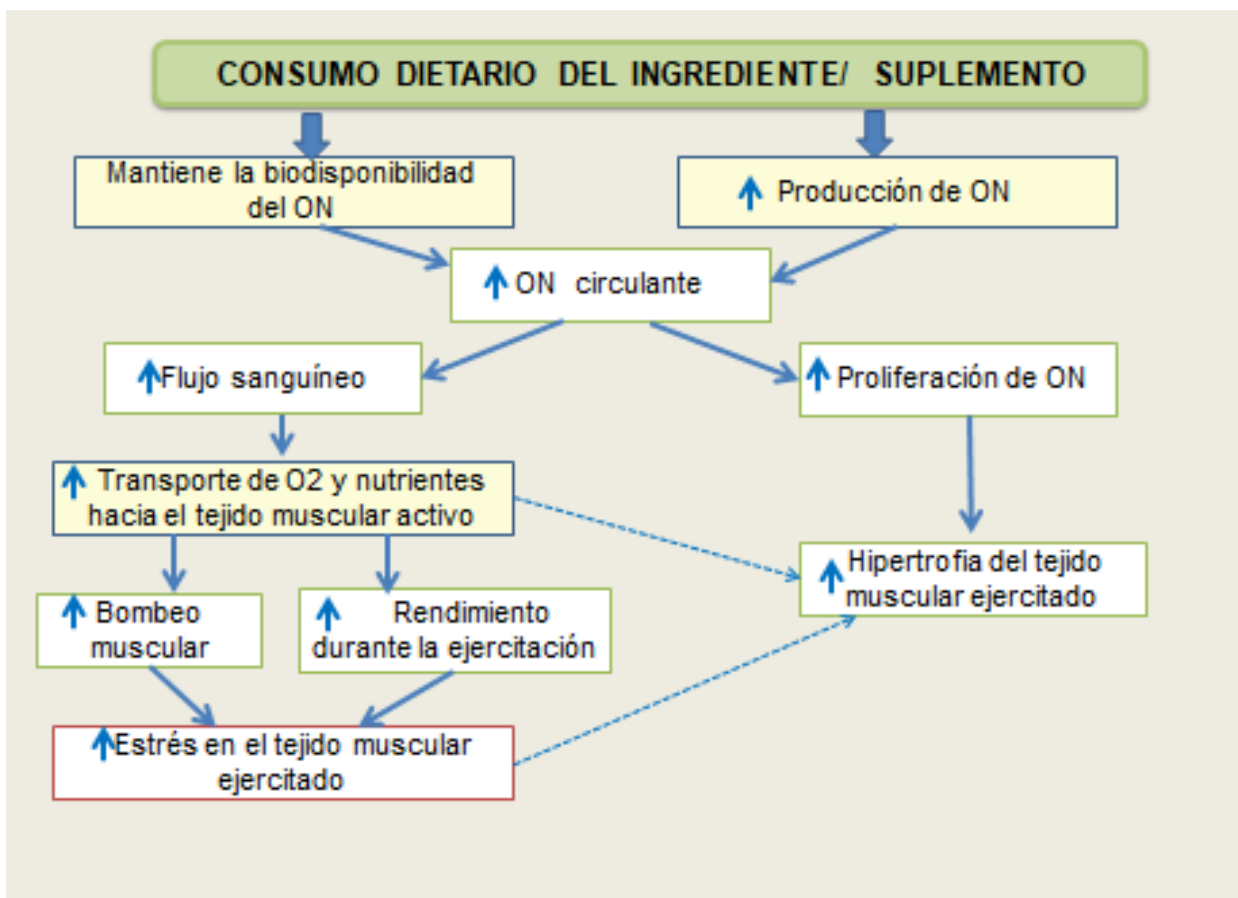 CONSUMO DIETARIO DEL INGREDIENTE/ SUPLEMENTO
Mantiene la biodisponibilidad
del ON
Producción de ON
ON circulante
Flujo sanguíneo
Proliferación de ON
Transporte de O2 y nutrientes
hacia el tejido muscular activo
Hipertrofia del tejido
muscular ejercitado
Bombeo
muscular
Rendimiento
durante la ejercitación
Estrés en el tejido muscular
ejercitado